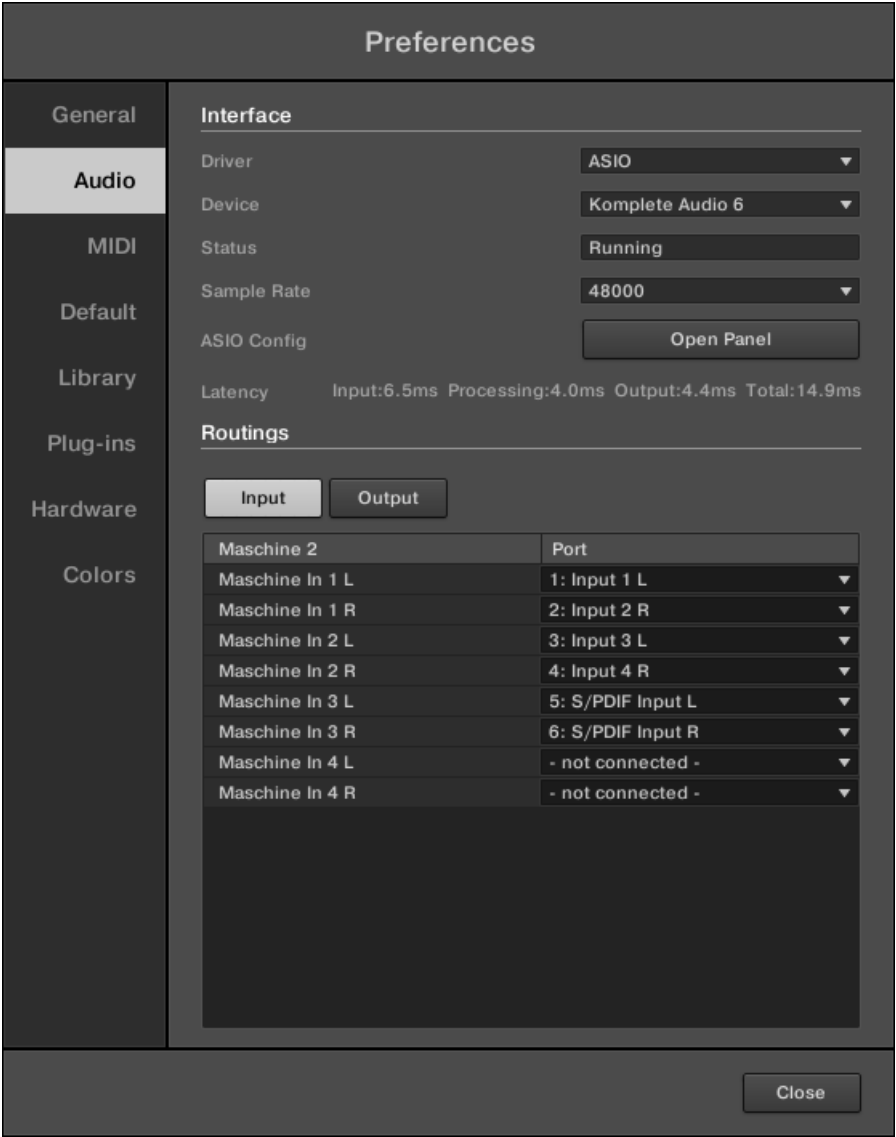 Preferences
General
Audio
MIDI
Default
Library
Plug-ins
Hardware
Colors
Interface
Driver ASIO
Device Komplete Audio 6
Status Running
Sample Rate 48000
ASIO Config Open Panel
Latency Input:6.5ms Processing:4.0ms Output:4.4ms Total:14.9ms
Routings
Input Output
Maschine 2 Port
Maschine In 1 L 1: Input 1 L
Maschine In 1 R 2: Input 2 R
Maschine In 2 L 3: Input 3 L
Maschine In 2 R 4: Input 4 R
Maschine In 3 L 5: S/PDIF Input L
Maschine In 3 R 6: S/PDIF Input R
Maschine In 4 L - not connected -
Maschine In 4 R - not connected -
Close